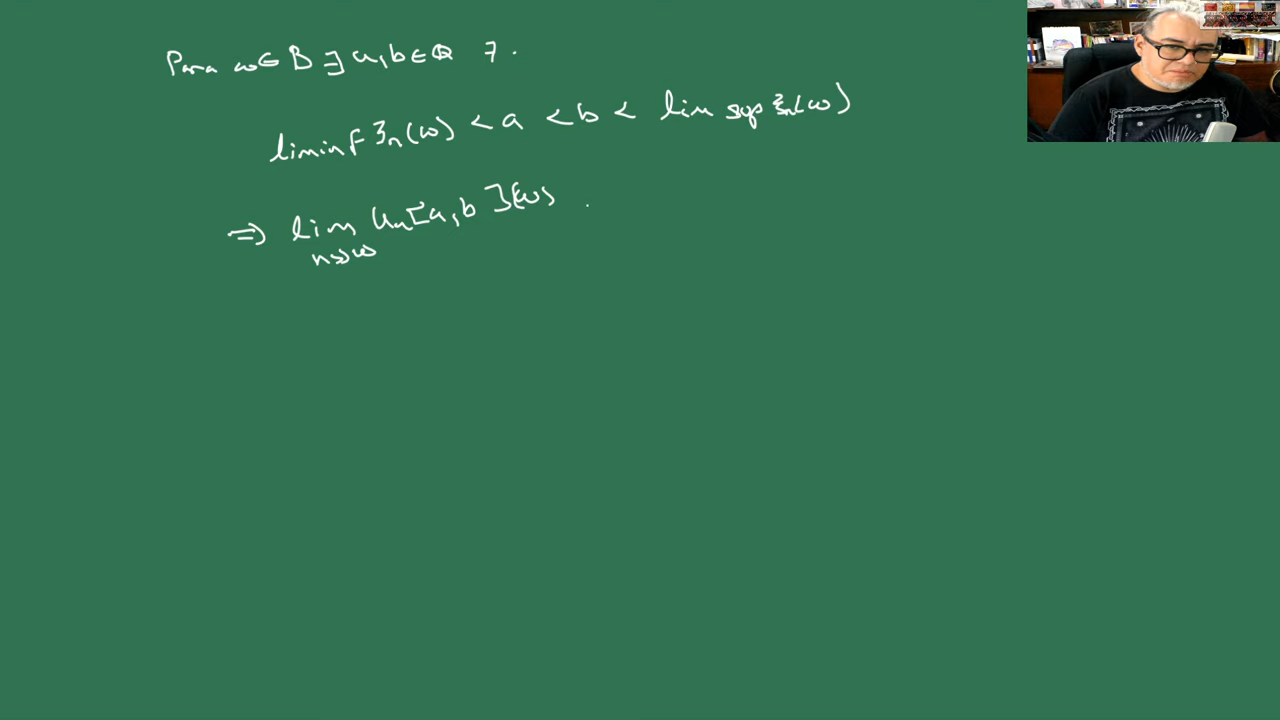 Para ω ∈ B ∃ a, b ∈ ℚ ∋.
liminf ξn(ω) < a < b < lim sup ξn(ω)
⇒ lim Un[a, b](ω)
n→∞